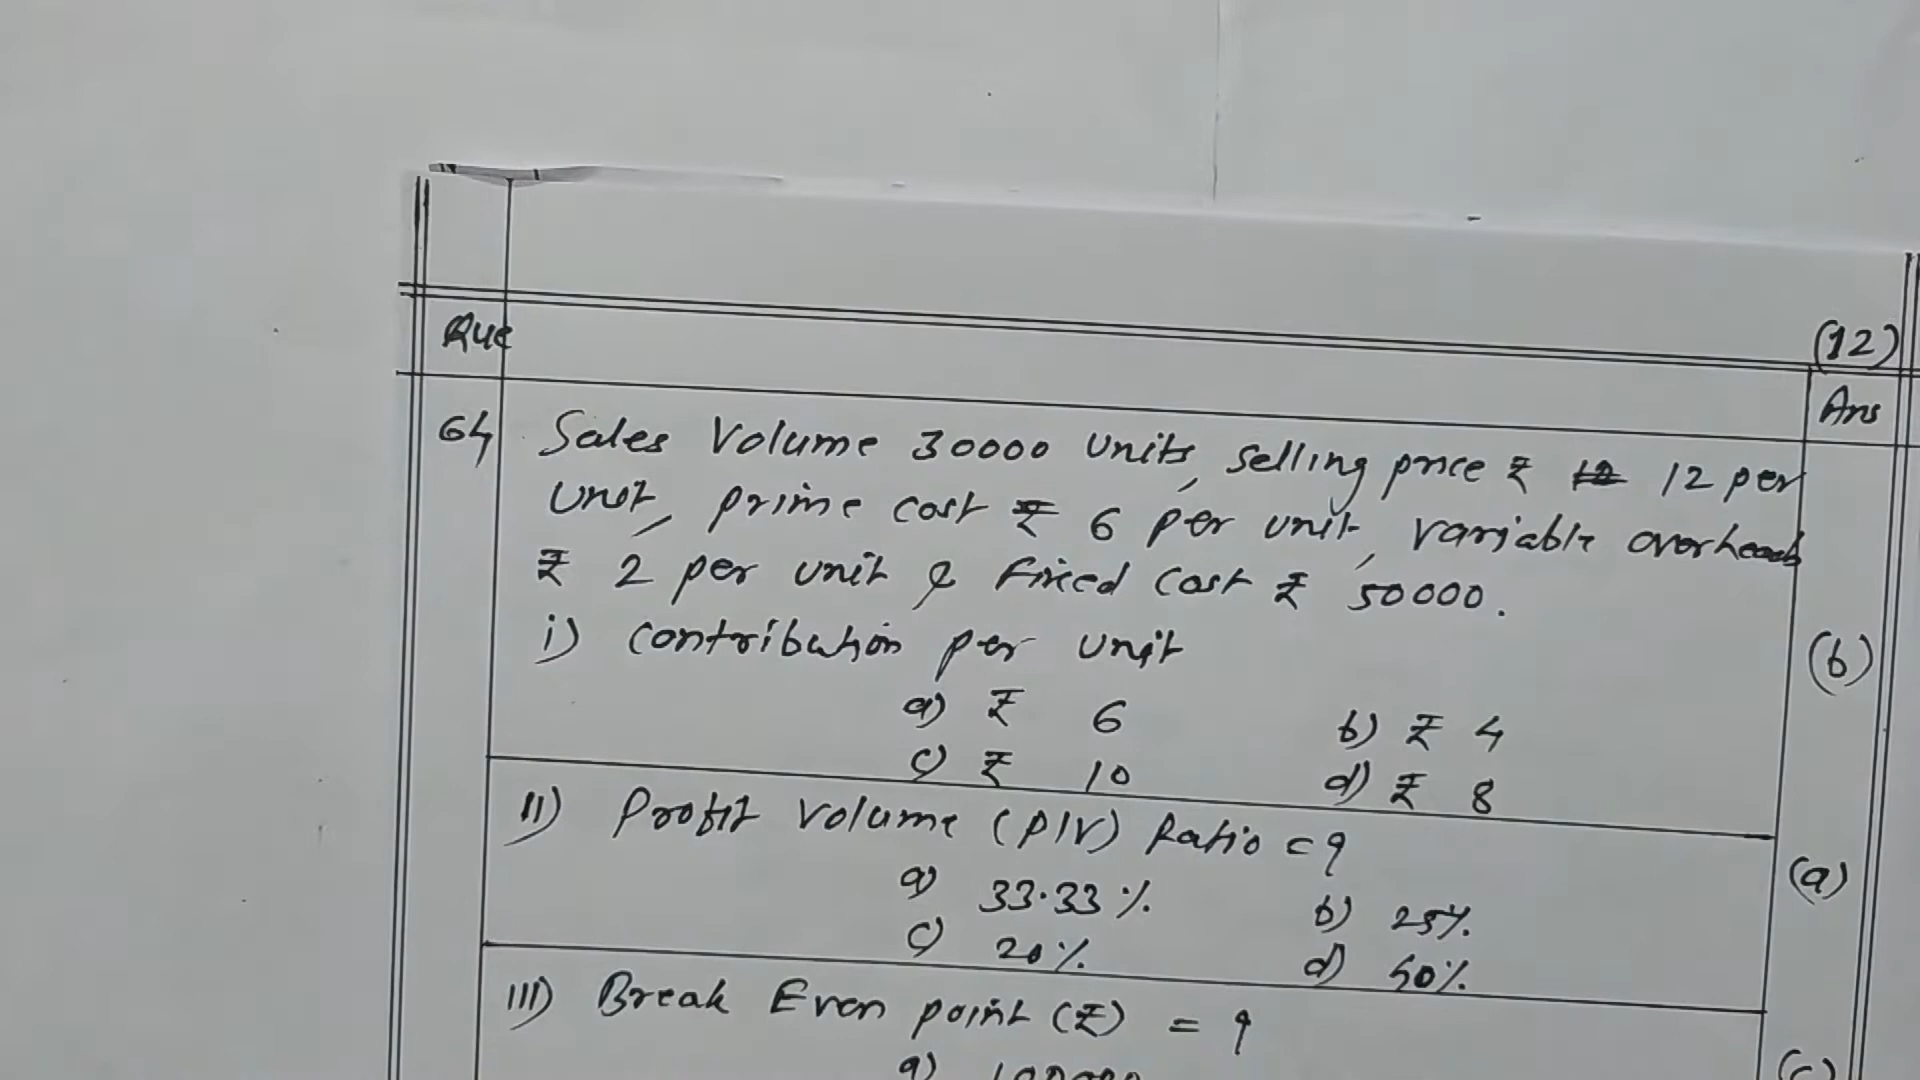 Que
(12)
Ans
64 Sales Volume 30000 Units, Selling price ₹ 12 per
Unit, prime cost ₹ 6 per unit, variable overheads
₹ 2 per unit & Fixed Cost ₹ 50000.
i) Contribution per Unit (b)
a) ₹ 6 b) ₹ 4
c) ₹ 10 d) ₹ 8
II) Profit Volume (P/V) Ratio = ? (a)
a) 33.33 % b) 25%
c) 20% d) 50%
III) Break Even point (₹) = ? (c)
a)